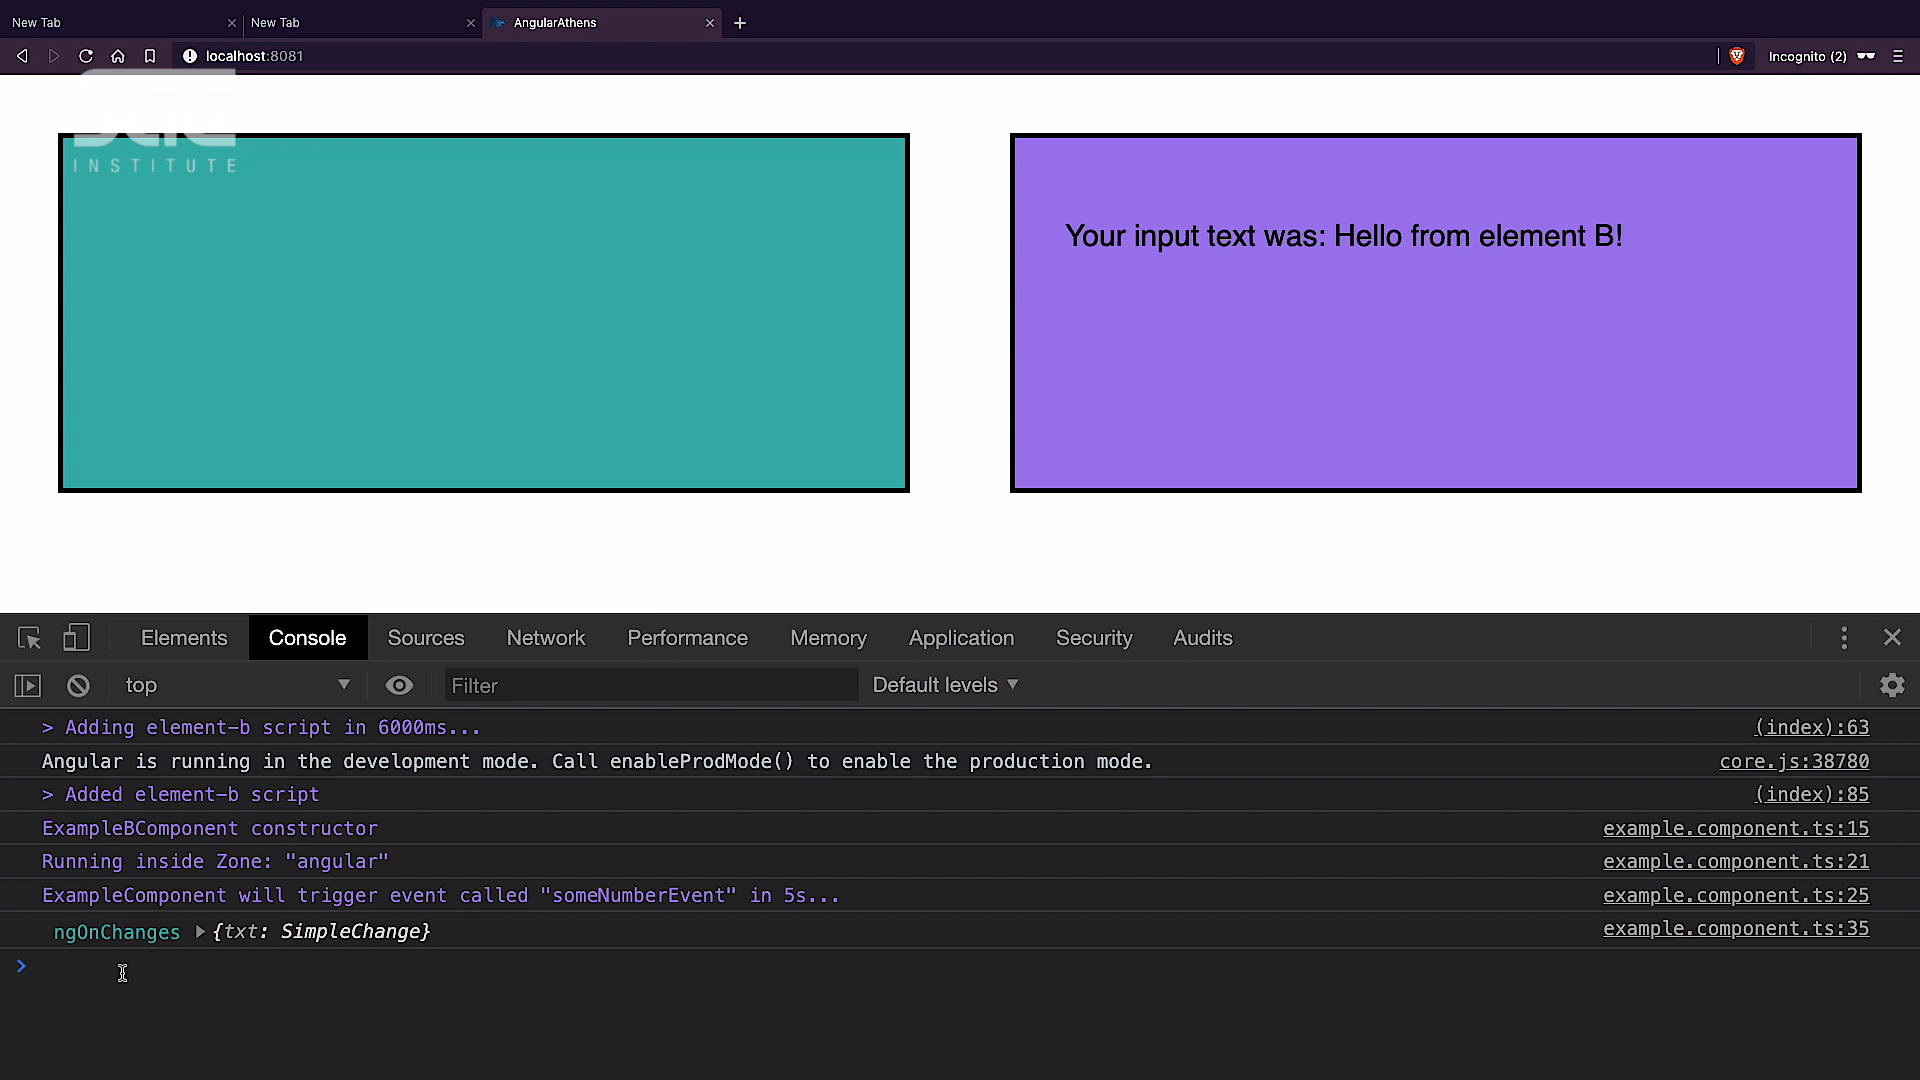 New Tab
New Tab
AngularAthens
localhost:8081
Incognito (2)
INSTITUTE
Your input text was: Hello from element B!
Elements Console Sources Network Performance Memory Application Security Audits
top Filter Default levels
> Adding element-b script in 6000ms... (index):63
Angular is running in the development mode. Call enableProdMode() to enable the production mode. core.js:38780
> Added element-b script (index):85
ExampleBComponent constructor example.component.ts:15
Running inside Zone: "angular" example.component.ts:21
ExampleComponent will trigger event called "someNumberEvent" in 5s... example.component.ts:25
ngOnChanges {txt: SimpleChange} example.component.ts:35
>